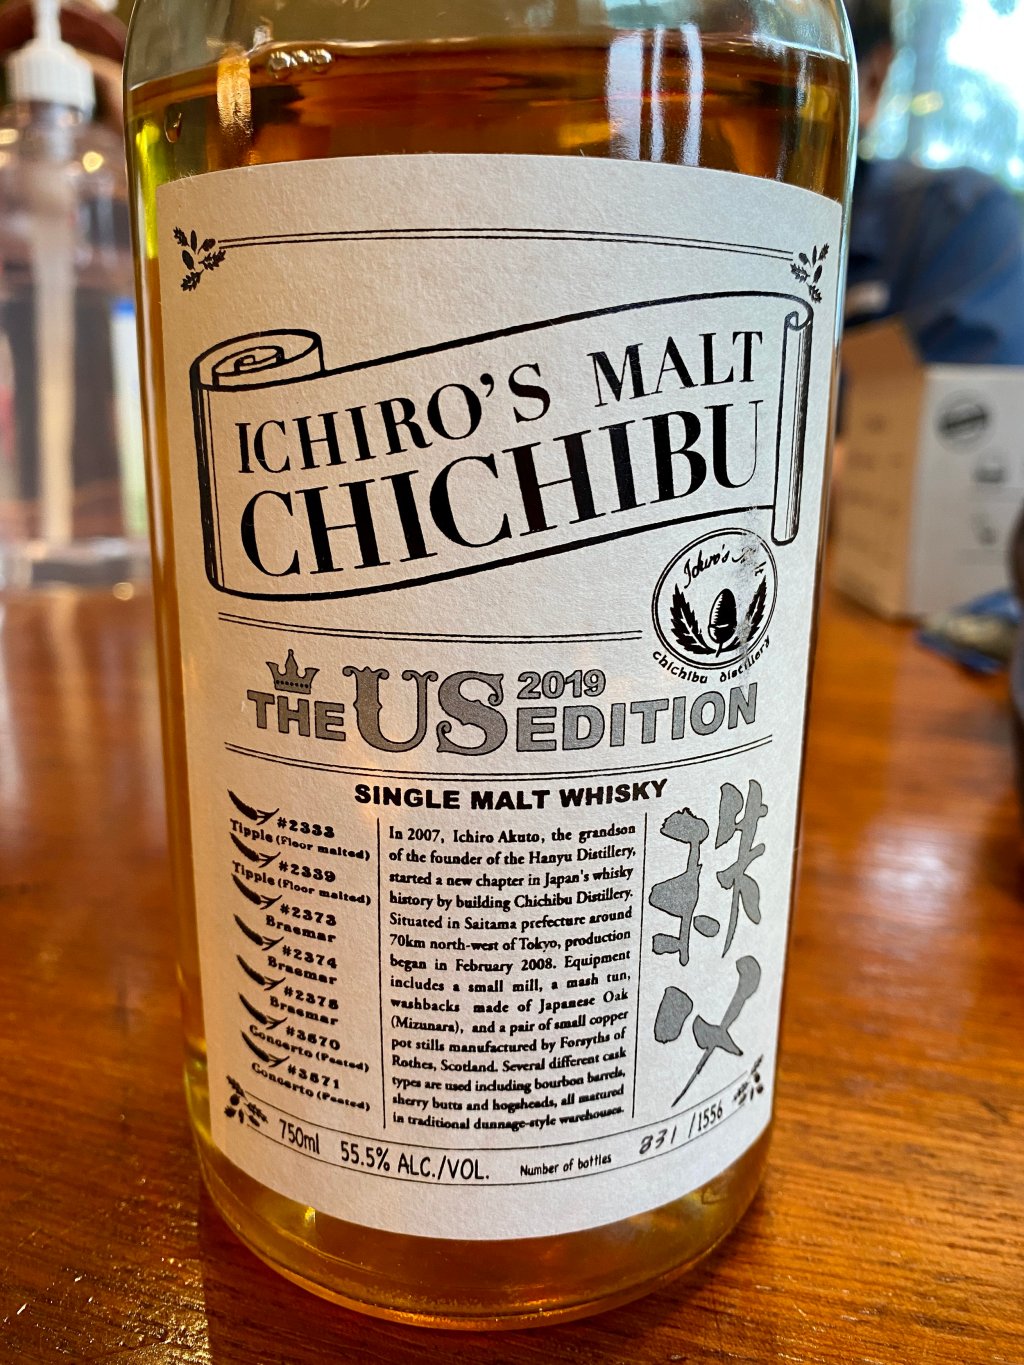 ICHIRO'S MALT
CHICHIBU
Ichiro's Malt
chichibu distillery
THE US 2019 EDITION
SINGLE MALT WHISKY
#2333
Tipple (Floor malted)
#2339
Tipple (Floor malted)
#2373
Braemar
#2374
Braemar
#2375
Braemar
#3570
Concerto (Peated)
#3571
Concerto (Peated)
In 2007, Ichiro Akuto, the grandson
of the founder of the Hanyu Distillery,
started a new chapter in Japan's whisky
history by building Chichibu Distillery.
Situated in Saitama prefecture around
70km north-west of Tokyo, production
began in February 2008. Equipment
includes a small mill, a mash tun,
washbacks made of Japanese Oak
(Mizunara), and a pair of small copper
pot stills manufactured by Forsyths of
Rothes, Scotland. Several different cask
types are used including bourbon barrels,
sherry butts and hogsheads, all matured
in traditional dunnage-style warehouses.
秩父
750ml 55.5% ALC./VOL. Number of bottles 331 /1556